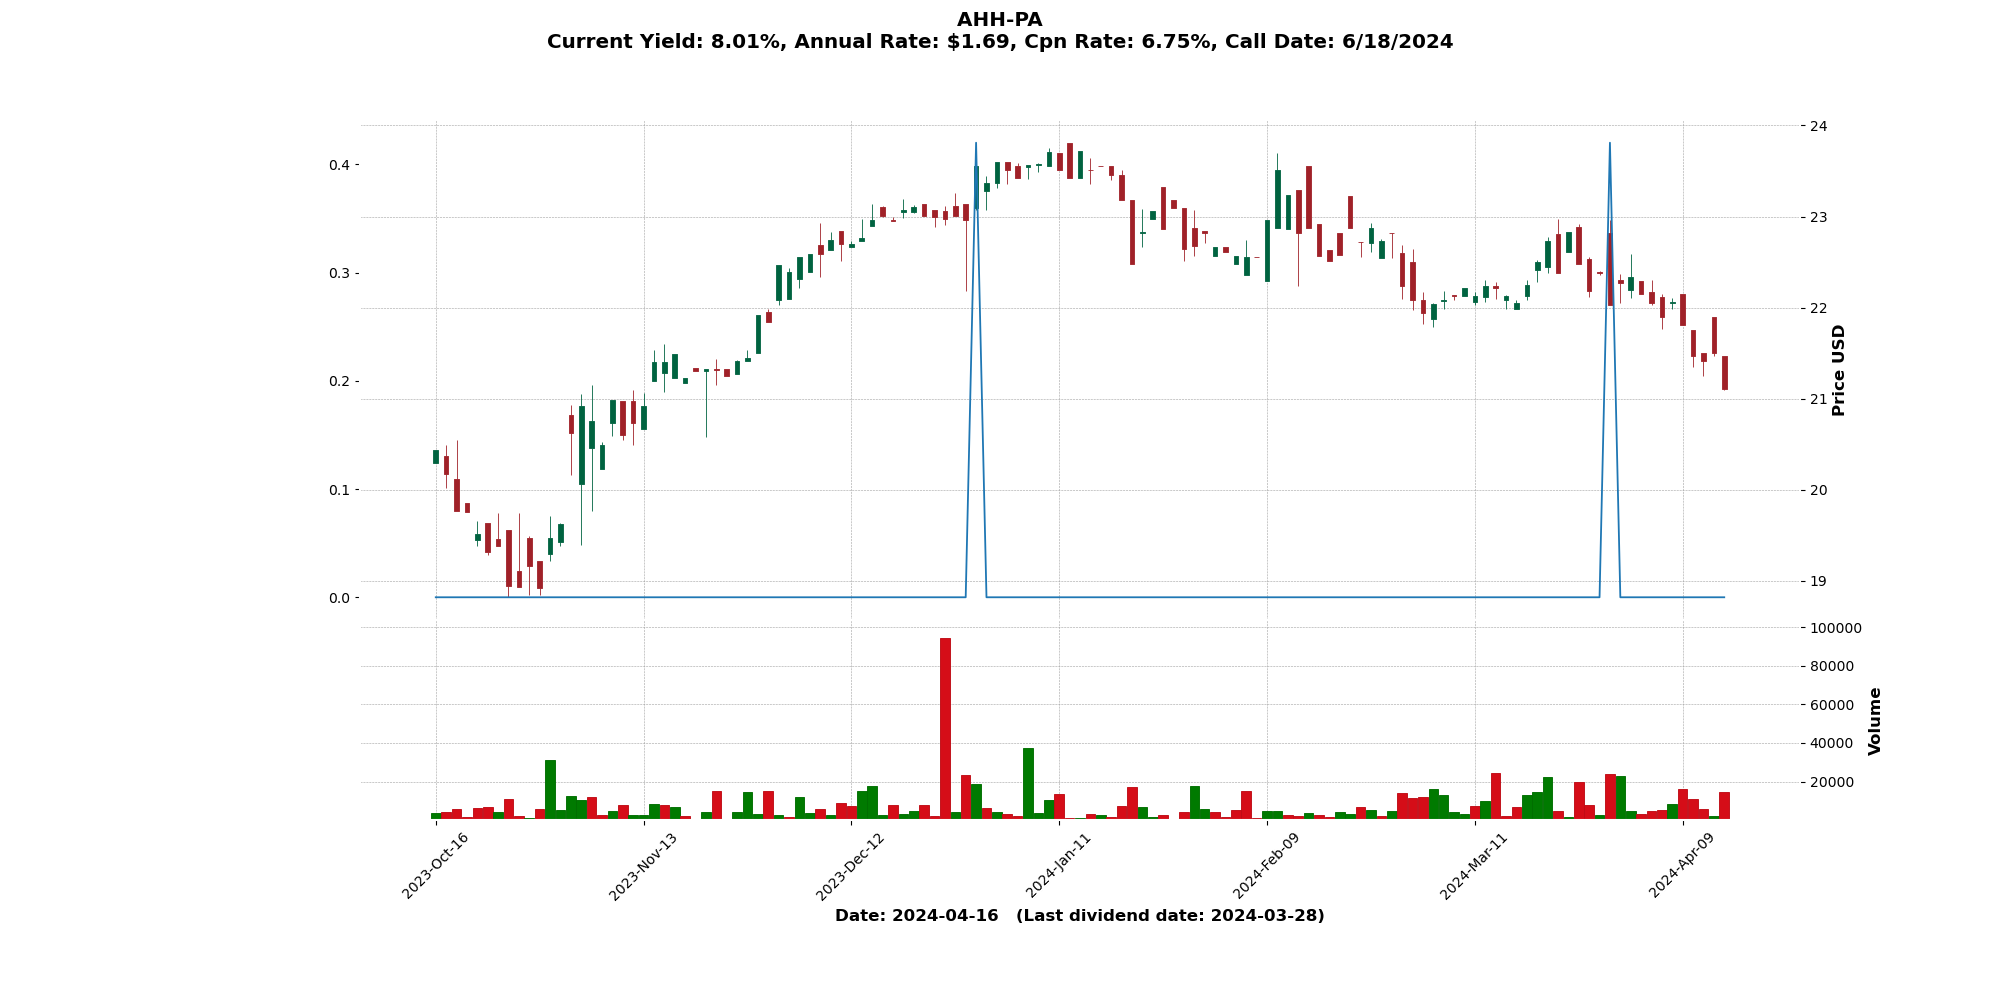 AHH-PA
Current Yield: 8.01%, Annual Rate: $1.69, Cpn Rate: 6.75%, Call Date: 6/18/2024
0.4
0.3
0.2
0.1
0.0
24
23
22
21
20
19
Price USD
100000
80000
60000
40000
20000
Volume
2023-Oct-16
2023-Nov-13
2023-Dec-12
2024-Jan-11
2024-Feb-09
2024-Mar-11
2024-Apr-09
Date: 2024-04-16   (Last dividend date: 2024-03-28)